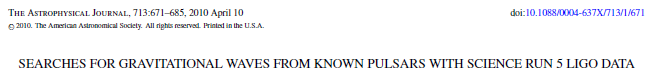 THE ASTROPHYSICAL JOURNAL, 713:671–685, 2010 April 10
doi:10.1088/0004-637X/713/1/671
© 2010. The American Astronomical Society. All rights reserved. Printed in the U.S.A.
SEARCHES FOR GRAVITATIONAL WAVES FROM KNOWN PULSARS WITH SCIENCE RUN 5 LIGO DATA